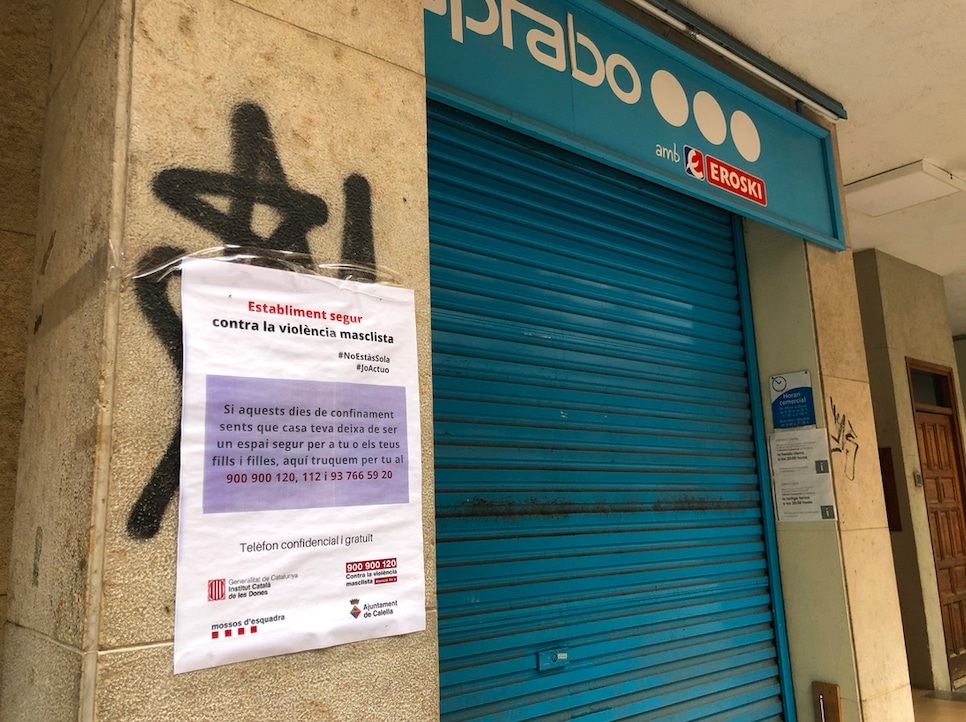 prabo
amb EROSKI
Establiment segur
contra la violència masclista
#NoEstàsSola
#JoActuo
Si aquests dies de confinament
sents que casa teva deixa de ser
un espai segur per a tu o els teus
fills i filles, aquí truquem per tu al
900 900 120, 112 i 93 766 59 20
Telèfon confidencial i gratuït
Generalitat de Catalunya
Institut Català
de les Dones
900 900 120
Contra la violència
masclista
mossos d'esquadra
Ajuntament
de Calella
Horari
comercial